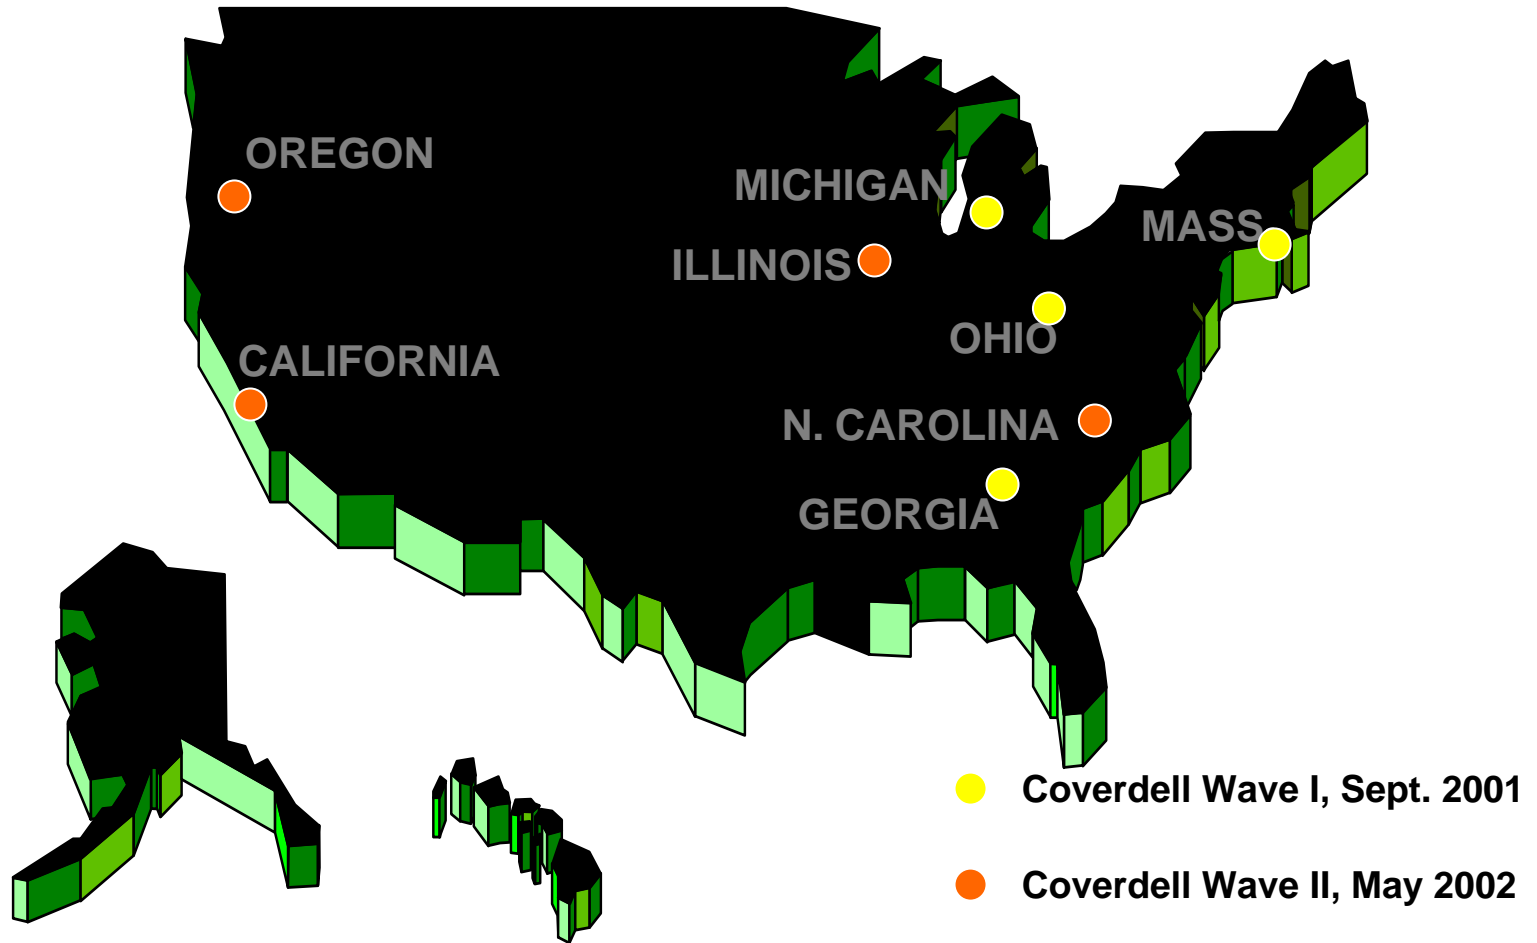 OREGON
MICHIGAN
MASS
ILLINOIS
OHIO
CALIFORNIA
N. CAROLINA
GEORGIA
Coverdell Wave I, Sept. 2001
Coverdell Wave II, May 2002